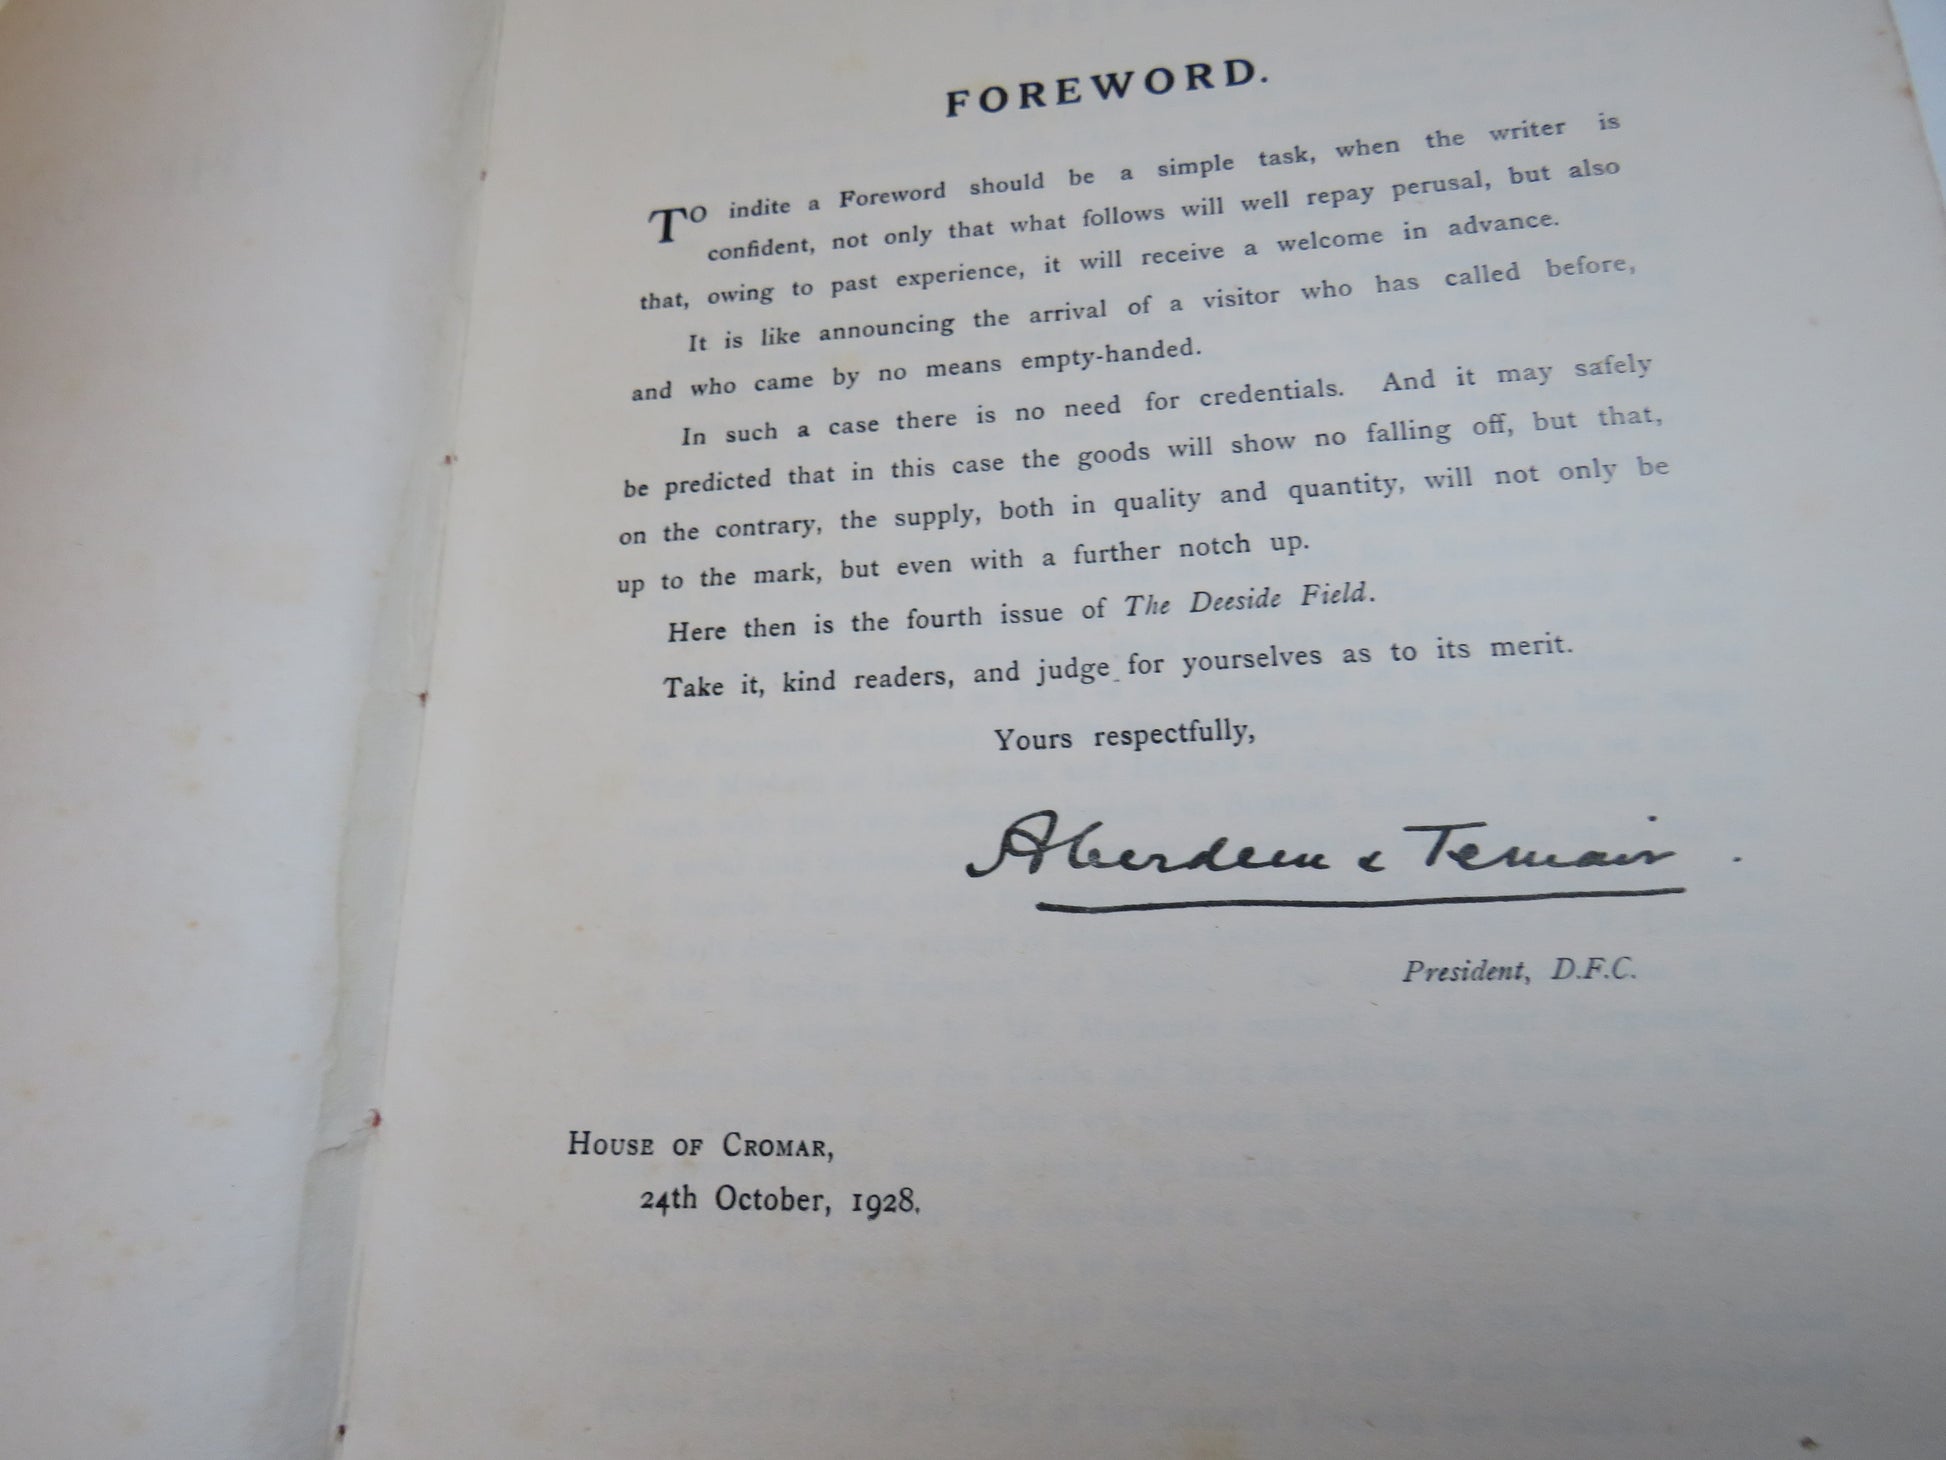 FOREWORD.
TO indite a Foreword should be a simple task, when the writer is
confident, not only that what follows will well repay perusal, but also
that, owing to past experience, it will receive a welcome in advance.
It is like announcing the arrival of a visitor who has called before,
and who came by no means empty-handed.
In such a case there is no need for credentials. And it may safely
be predicted that in this case the goods will show no falling off, but that,
on the contrary, the supply, both in quality and quantity, will not only be
up to the mark, but even with a further notch up.
Here then is the fourth issue of The Deeside Field.
Take it, kind readers, and judge for yourselves as to its merit.
Yours respectfully,
Aberdeen & Temair.
President, D.F.C.
HOUSE OF CROMAR,
24th October, 1928.